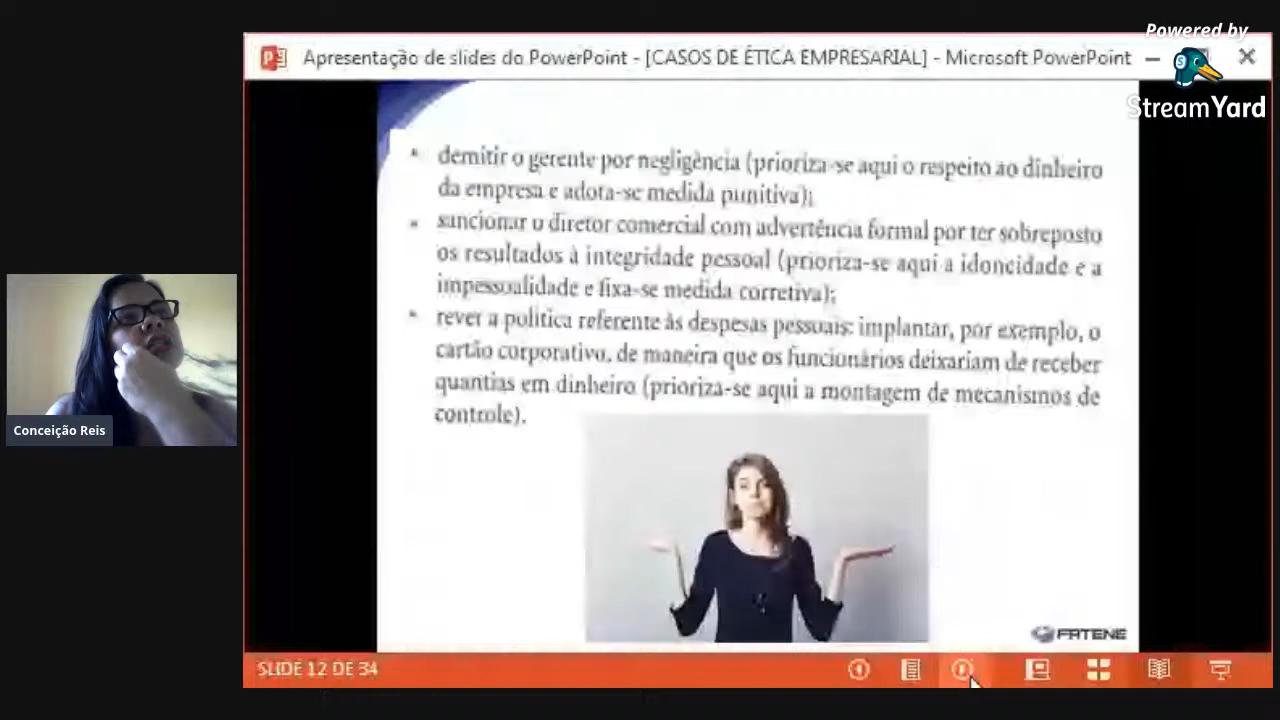 Powered by
StreamYard
Apresentação de slides do PowerPoint - [CASOS DE ÉTICA EMPRESARIAL] - Microsoft PowerPoint
demitir o gerente por negligência (prioriza-se aqui o respeito ao dinheiro
da empresa e adota-se medida punitiva);
sancionar o diretor comercial com advertência formal por ter sobreposto
os resultados à integridade pessoal (prioriza-se aqui a idoneidade e a
impessoalidade e fixa-se medida corretiva);
rever a política referente às despesas pessoais: implantar, por exemplo, o
cartão corporativo, de maneira que os funcionários deixariam de receber
quantias em dinheiro (prioriza-se aqui a montagem de mecanismos de
controle).
Conceição Reis
FATENE
SLIDE 12 DE 34